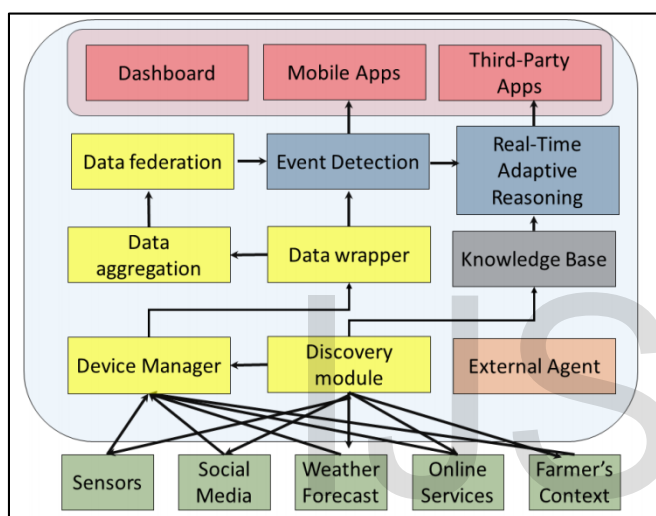 Dashboard
Mobile Apps
Third-Party
Apps
Data federation
Event Detection
Real-Time
Adaptive
Reasoning
Data
aggregation
Data wrapper
Knowledge Base
Device Manager
Discovery
module
External Agent
Sensors
Social
Media
Weather
Forecast
Online
Services
Farmer's
Context
IJS